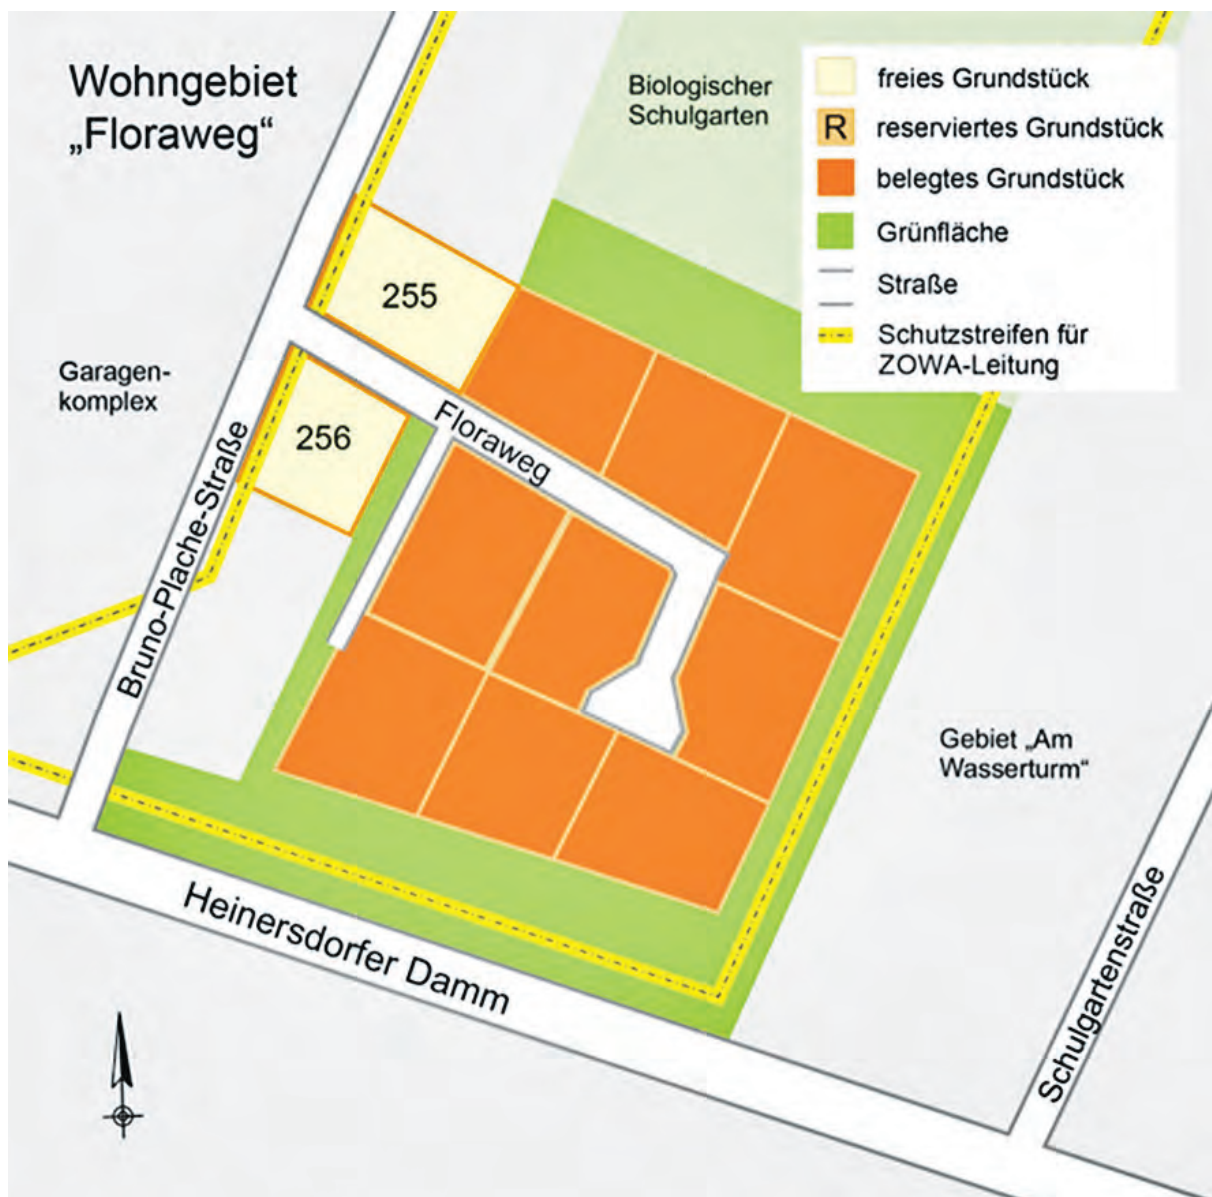 Wohngebiet
„Floraweg“
Biologischer
Schulgarten
freies Grundstück
R reserviertes Grundstück
belegtes Grundstück
Grünfläche
Straße
Schutzstreifen für
ZOWA-Leitung
255
Garagen-
komplex
256
Floraweg
Bruno-Plache-Straße
Gebiet „Am
Wasserturm“
Heinersdorfer Damm
Schulgartenstraße